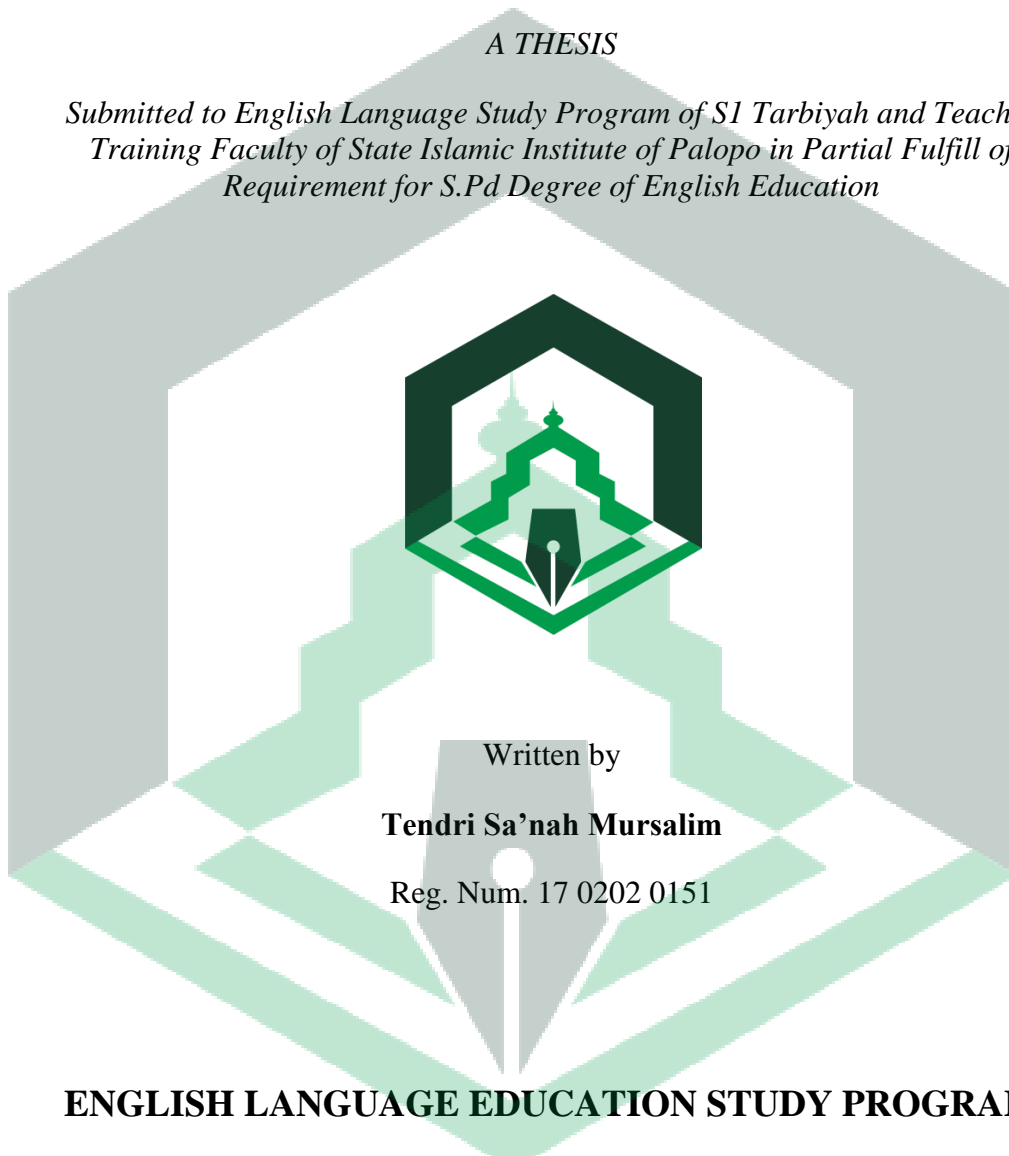 A THESIS
Submitted to English Language Study Program of S1 Tarbiyah and Teach
Training Faculty of State Islamic Institute of Palopo in Partial Fulfill of
Requirement for S.Pd Degree of English Education
Written by
Tendri Sa’nah Mursalim
Reg. Num. 17 0202 0151
ENGLISH LANGUAGE EDUCATION STUDY PROGRA